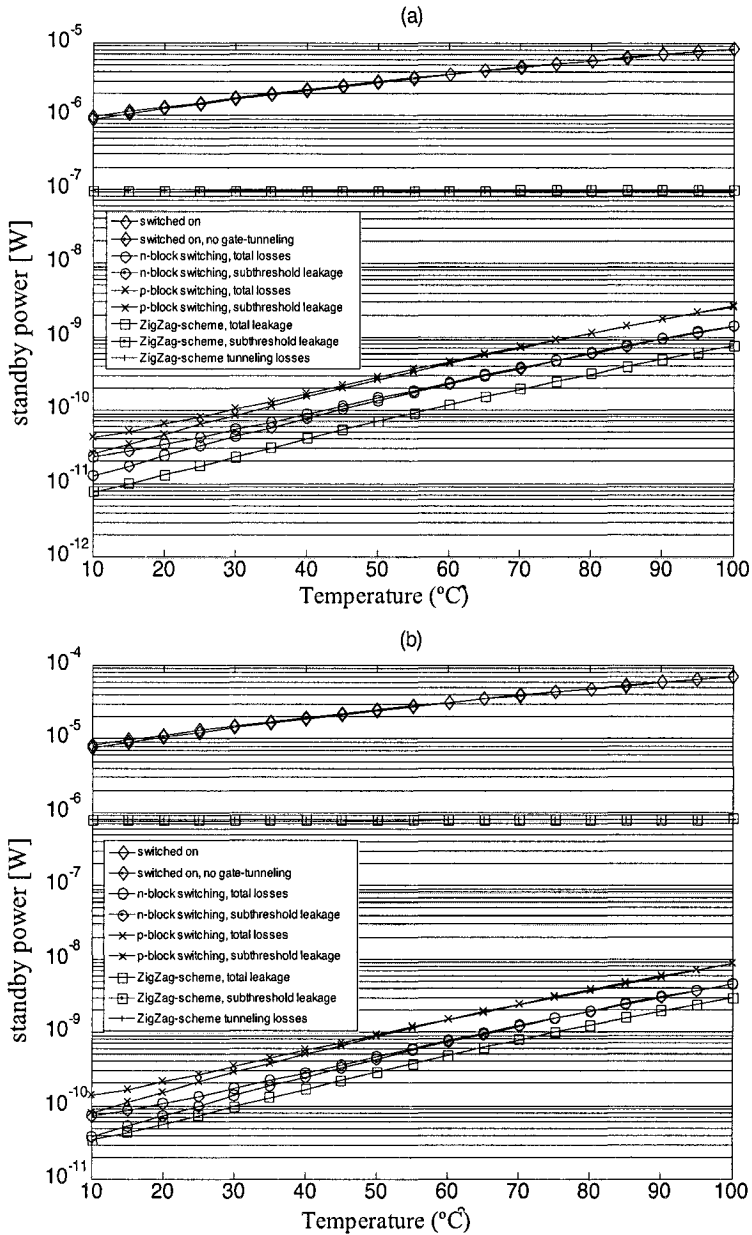 (a)
standby power [W]
10-5
10-6
10-7
10-8
10-9
10-10
10-11
10-12
switched on
switched on, no gate-tunneling
n-block switching, total losses
n-block switching, subthreshold leakage
p-block switching, total losses
p-block switching, subthreshold leakage
ZigZag-scheme, total leakage
ZigZag-scheme, subthreshold leakage
ZigZag-scheme tunneling losses
10 20 30 40 50 60 70 80 90 100
Temperature (°C)
(b)
standby power [W]
10-4
10-5
10-6
10-7
10-8
10-9
10-10
10-11
switched on
switched on, no gate-tunneling
n-block switching, total losses
n-block switching, subthreshold leakage
p-block switching, total losses
p-block switching, subthreshold leakage
ZigZag-scheme, total leakage
ZigZag-scheme, subthreshold leakage
ZigZag-scheme tunneling losses
10 20 30 40 50 60 70 80 90 100
Temperature (°C)